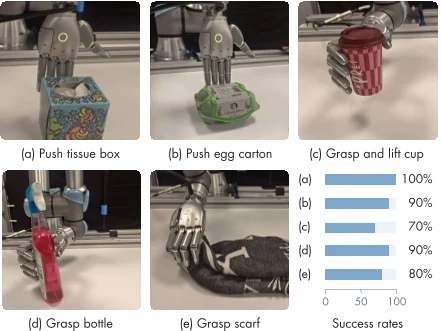 (a) Push tissue box
(b) Push egg carton
(c) Grasp and lift cup
(d) Grasp bottle
(e) Grasp scarf
(a) 100%
(b) 90%
(c) 70%
(d) 90%
(e) 80%
0 100
Success rates